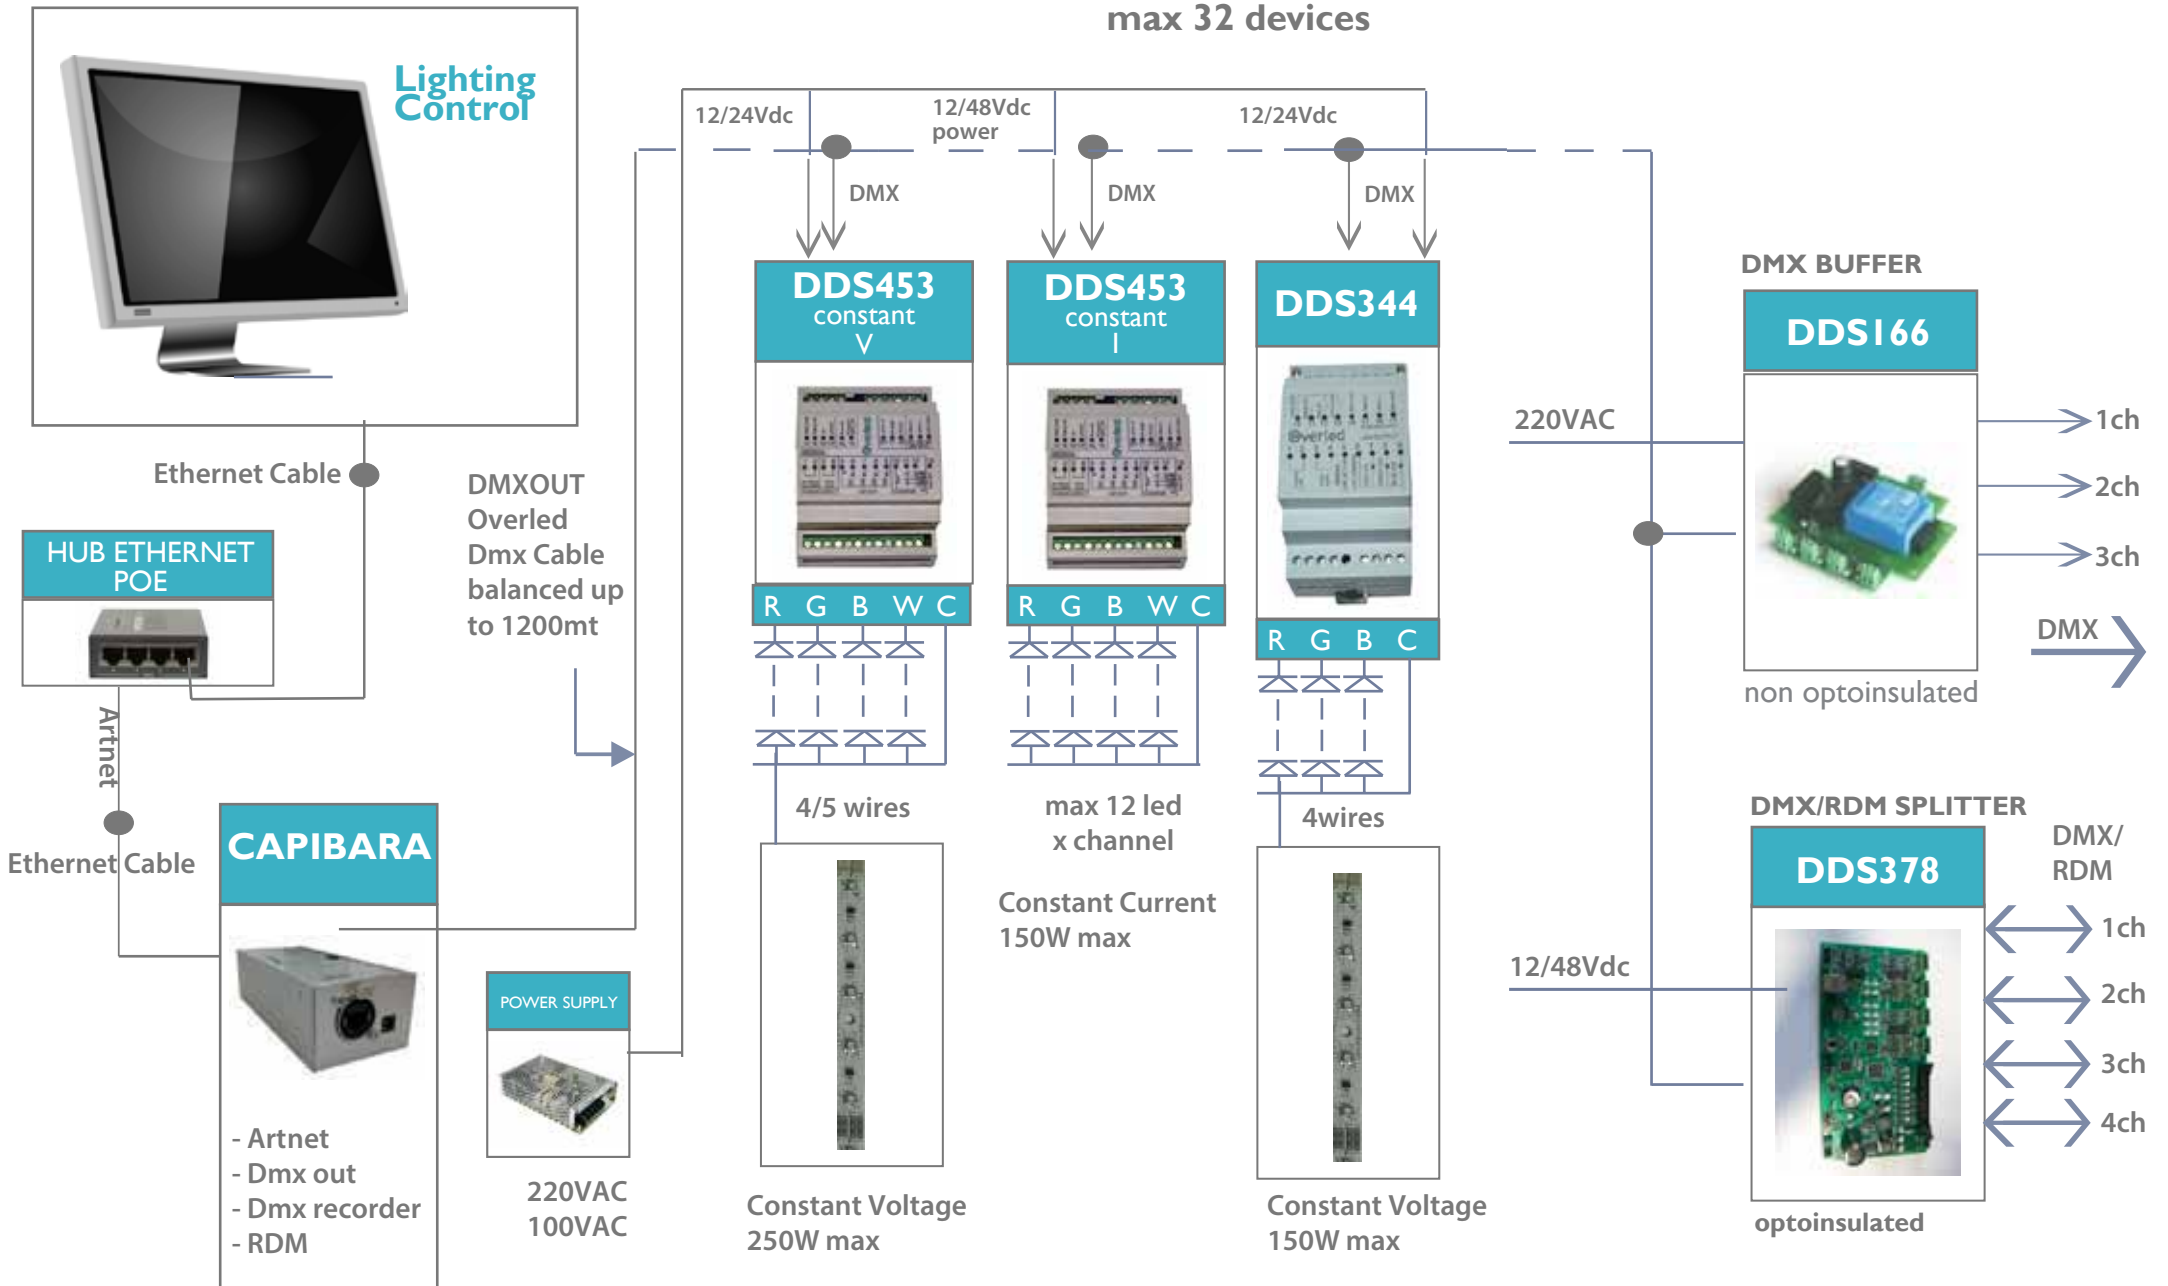 max 32 devices
Lighting
Control
12/24Vdc
12/48Vdc
power
12/24Vdc
DMX
DMX
DMX
DDS453
constant
V
DDS453
constant
I
DDS344
DMX BUFFER
DDS166
220VAC
1ch
2ch
3ch
DMX
non optoinsulated
Ethernet Cable
HUB ETHERNET
POE
DMXOUT
Overled
Dmx Cable
balanced up
to 1200mt
Overled
R G B W C
R G B W C
R G B C
Artnet
Ethernet Cable
CAPIBARA
- Artnet
- Dmx out
- Dmx recorder
- RDM
POWER SUPPLY
220VAC
100VAC
4/5 wires
Constant Voltage
250W max
max 12 led
x channel
Constant Current
150W max
4wires
Constant Voltage
150W max
DMX/RDM SPLITTER
DDS378
DMX/
RDM
12/48Vdc
1ch
2ch
3ch
4ch
optoinsulated